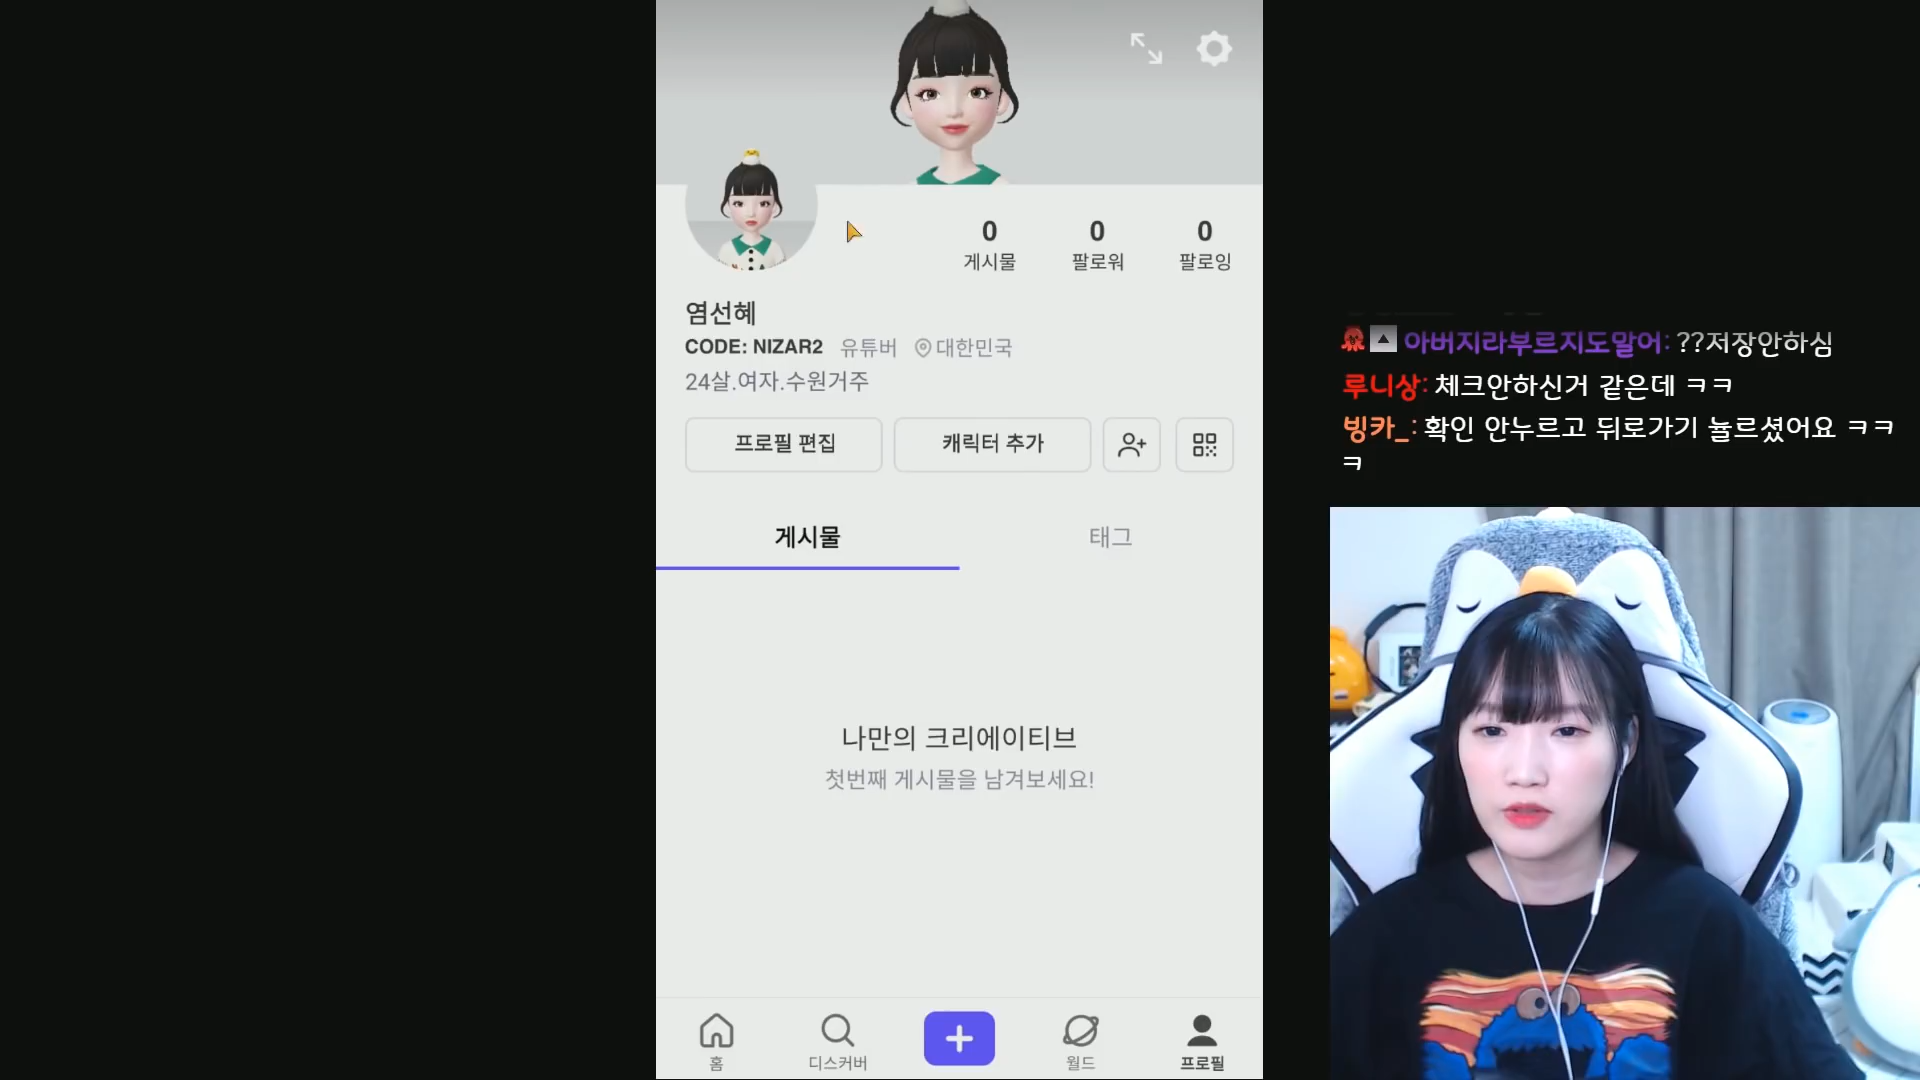 0
0
0
게시물
팔로워
팔로잉
염선혜
CODE: NIZAR2 유튜버 대한민국
24살.여자.수원거주
프로필 편집
캐릭터 추가
게시물
태그
나만의 크리에이티브
첫번째 게시물을 남겨보세요!
홈
디스커버
월드
프로필
아버지라부르지도말어: ??저장안하심
루니상: 체크안하신거 같은데 ㅋㅋ
빙카_: 확인 안누르고 뒤로가기 눌르셨어요 ㅋㅋ
ㅋ